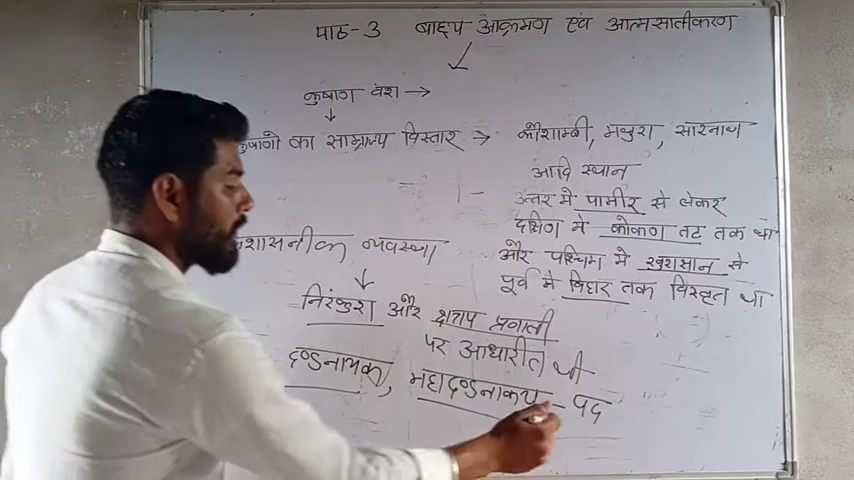 पाठ-3 बाह्य आक्रमण एवं आत्मसातीकरण
कुषाण वंश →
कुषाणो का साम्राज्य विस्तार → कौशाम्बी, मथुरा, सारनाथ
आदि स्थान
उत्तर मे पामीर से लेकर
दक्षिण मे कोंकण तट तक था
और पश्चिम मे खुरासान से
पूर्व मे बिहार तक विस्तृत था
प्रशासनीक व्यवस्था
निरंकुश और क्षत्रप प्रणाली
पर आधारीत थी
दण्डनायक, महादण्डनाकय - पद